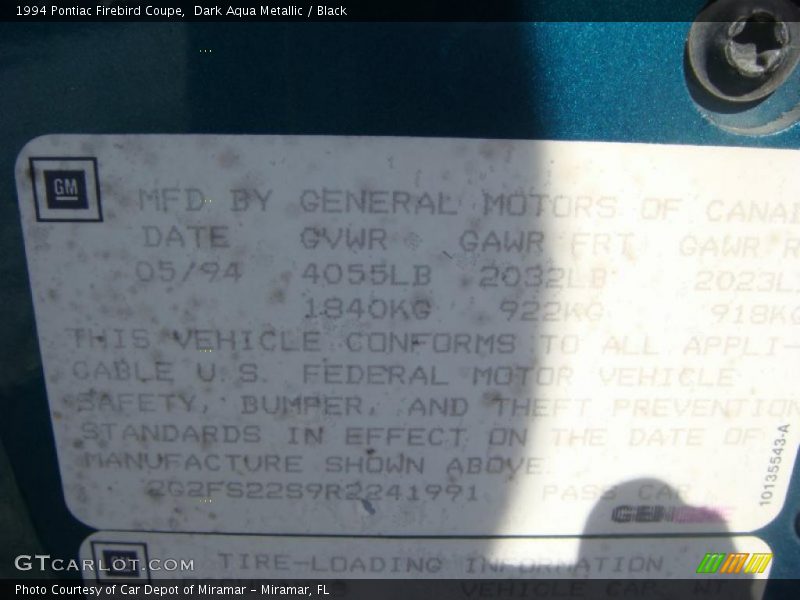 1994 Pontiac Firebird Coupe, Dark Aqua Metallic / Black
GM
MFD BY GENERAL MOTORS OF CANA
DATE GVWR GAWR FRT GAWR R
05/94 4055LB 2032LB 2023L
1840KG 922KG 918KG
THIS VEHICLE CONFORMS TO ALL APPLI-
CABLE U.S. FEDERAL MOTOR VEHICLE
SAFETY, BUMPER, AND THEFT PREVENTION
STANDARDS IN EFFECT ON THE DATE OF
MANUFACTURE SHOWN ABOVE.
2G2FS22S9R2241991 PASS CAR
10135543-A
GM TIRE-LOADING INFORMATION
VEHICLE CAP.
GTcarlot.com
Photo Courtesy of Car Depot of Miramar - Miramar, FL